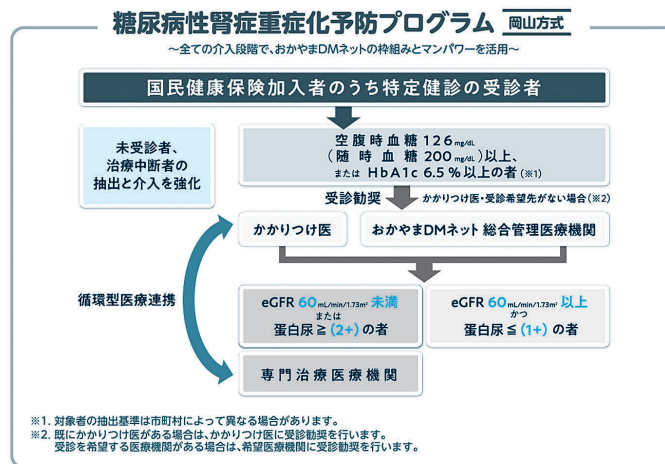 糖尿病性腎症重症化予防プログラム 岡山方式
～全ての介入段階で、おかやまDMネットの枠組みとマンパワーを活用～
国民健康保険加入者のうち特定健診の受診者
未受診者、
治療中断者の
抽出と介入を強化
空腹時血糖 126 mg/dL
（随時血糖 200 mg/dL）以上、
または HbA1c 6.5％以上の者（※1）
受診勧奨
かかりつけ医・受診希望先がない場合（※2）
かかりつけ医
おかやまDMネット 総合管理医療機関
循環型医療連携
eGFR 60 mL/min/1.73m² 未満
または
蛋白尿≧（2+）の者
eGFR 60 mL/min/1.73m² 以上
かつ
蛋白尿≦（1+）の者
専門治療医療機関
※1. 対象者の抽出基準は市町村によって異なる場合があります。
※2. 既にかかりつけ医がある場合は、かかりつけ医に受診勧奨を行います。
受診を希望する医療機関がある場合は、希望医療機関に受診勧奨を行います。